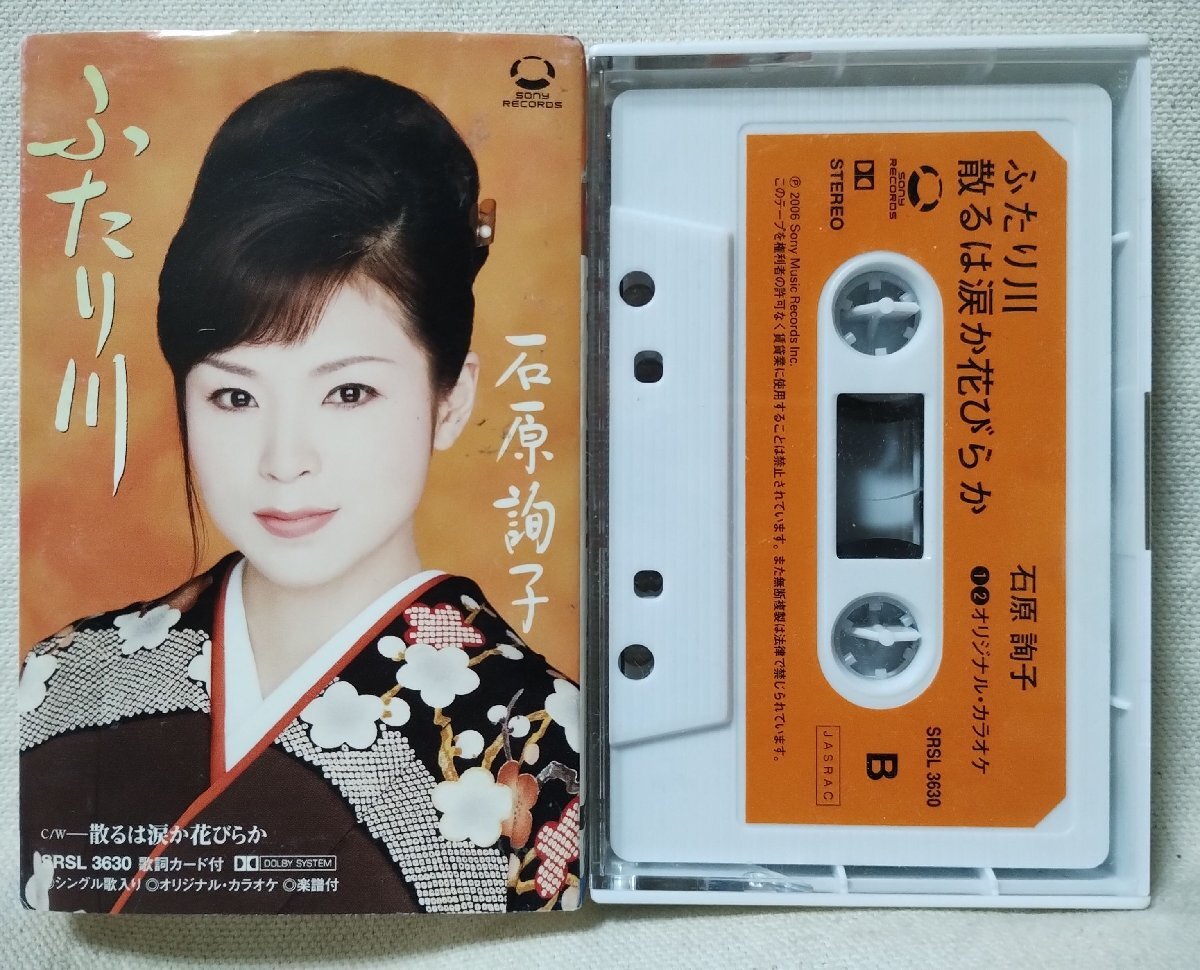 ふたり川
SONY
RECORDS
石原詢子
C/W—散るは涙か花びらか
SRSL 3630 歌詞カード付 DOLBY SYSTEM
◎シングル歌入り ◎オリジナル・カラオケ ◎楽譜付
ふたり川
散るは涙か花びらか
石原 詢子
❶❷オリジナル・カラオケ
SONY
RECORDS
STEREO
SRSL 3630
B
JASRAC
Ⓟ 2006 Sony Music Records Inc.
このテープを権利者の許可なく賃貸業に使用することは禁止されています。また無断複製は法律で禁じられています。